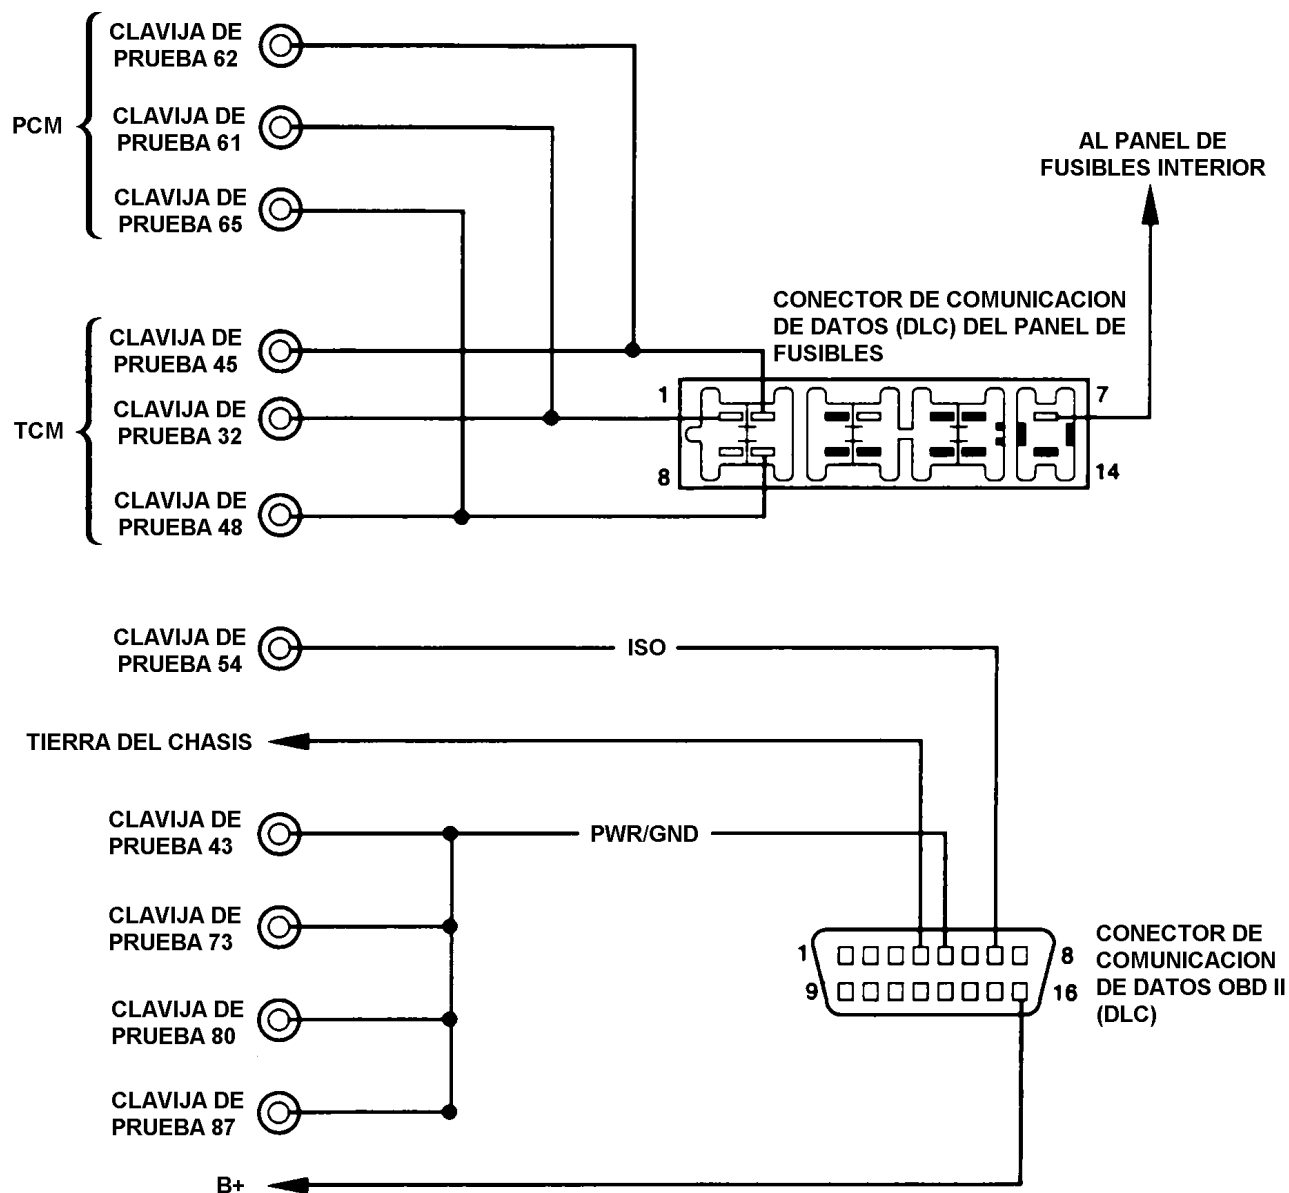 CLAVIJA DE
PRUEBA 62
PCM
CLAVIJA DE
PRUEBA 61
CLAVIJA DE
PRUEBA 65
AL PANEL DE
FUSIBLES INTERIOR
CONECTOR DE COMUNICACION
DE DATOS (DLC) DEL PANEL DE
FUSIBLES
CLAVIJA DE
PRUEBA 45
TCM
CLAVIJA DE
PRUEBA 32
CLAVIJA DE
PRUEBA 48
1
7
8
14
CLAVIJA DE
PRUEBA 54
ISO
TIERRA DEL CHASIS
CLAVIJA DE
PRUEBA 43
PWR/GND
CLAVIJA DE
PRUEBA 73
CLAVIJA DE
PRUEBA 80
CLAVIJA DE
PRUEBA 87
1
8
9
16
CONECTOR DE
COMUNICACION
DE DATOS OBD II
(DLC)
B+